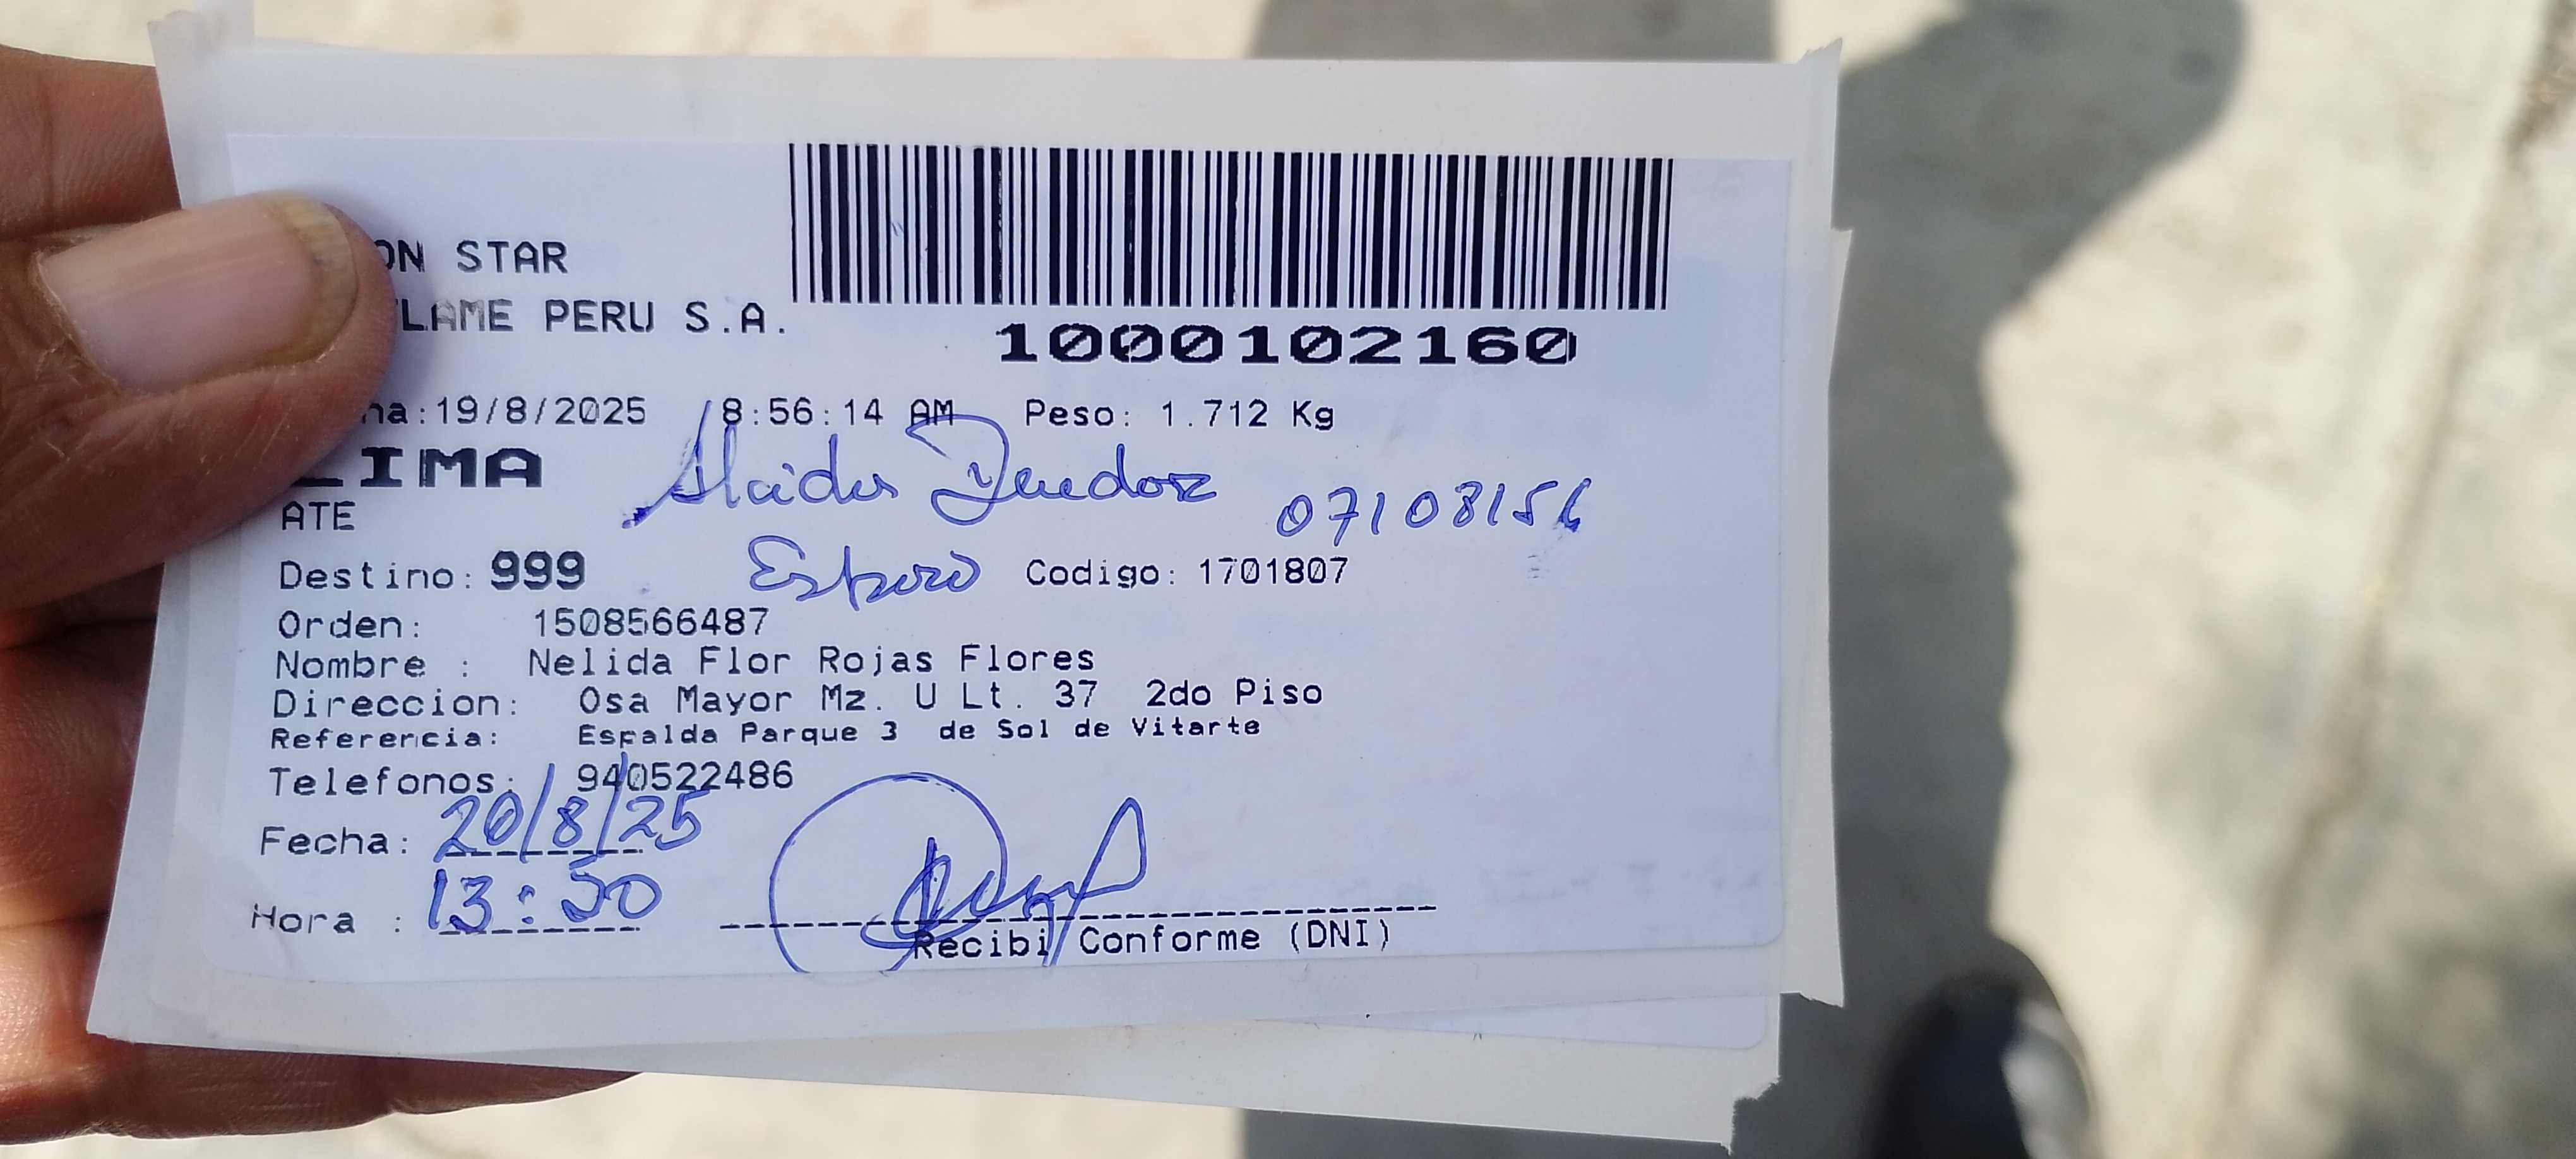 ON STAR
LAME PERU S.A.
1000102160
ha:19/8/2025 8:56:14 AM Peso: 1.712 Kg
LIMA
ATE
0710815
Destino: 999 Esposo Codigo: 1701807
Orden: 1508566487
Nombre : Nelida Flor Rojas Flores
Direccion: Osa Mayor Mz. U Lt. 37 2do Piso
Referencia: Espalda Parque 3 de Sol de Vitarte
Telefonos: 940522486
Fecha: 20/8/25
Hora : 13:50
Recibi Conforme (DNI)